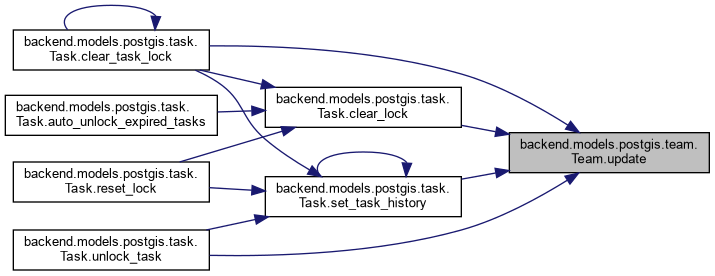 backend.models.postgis.task.
Task.clear_task_lock
backend.models.postgis.task.
Task.clear_lock
backend.models.postgis.task.
Task.auto_unlock_expired_tasks
backend.models.postgis.team.
Team.update
backend.models.postgis.task.
Task.reset_lock
backend.models.postgis.task.
Task.set_task_history
backend.models.postgis.task.
Task.unlock_task